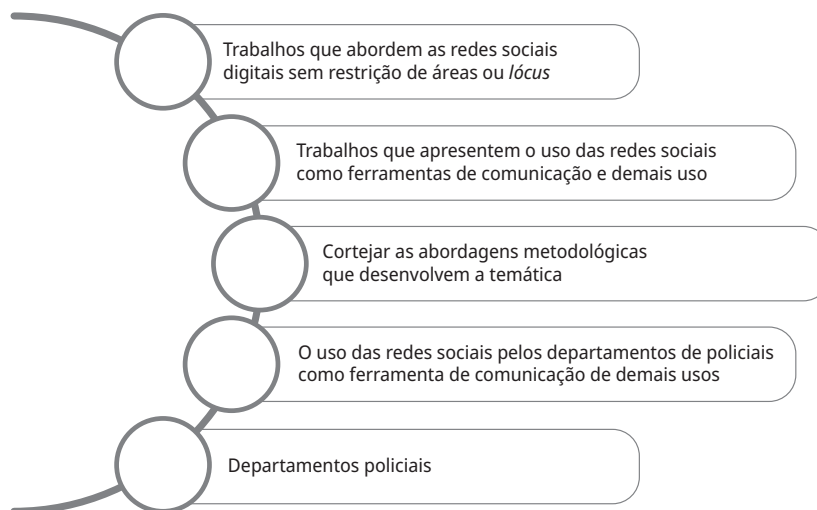 Trabalhos que abordem as redes sociais
digitais sem restrição de áreas ou lócus
Trabalhos que apresentem o uso das redes sociais
como ferramentas de comunicação e demais uso
Cortejar as abordagens metodológicas
que desenvolvem a temática
O uso das redes sociais pelos departamentos de policiais
como ferramenta de comunicação de demais usos
Departamentos policiais